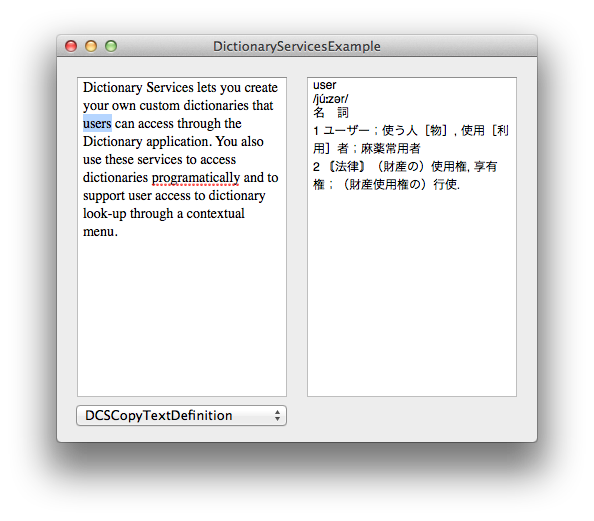 DictionaryServicesExample
Dictionary Services lets you create
your own custom dictionaries that
users can access through the
Dictionary application. You also
use these services to access
dictionaries programatically and to
support user access to dictionary
look-up through a contextual
menu.
user
/júːzər/
名　詞
1 ユーザー；使う人［物］, 使用［利
用］者；麻薬常用者
2 〘法律〙（財産の）使用権, 享有
権；（財産使用権の）行使.
DCSCopyTextDefinition